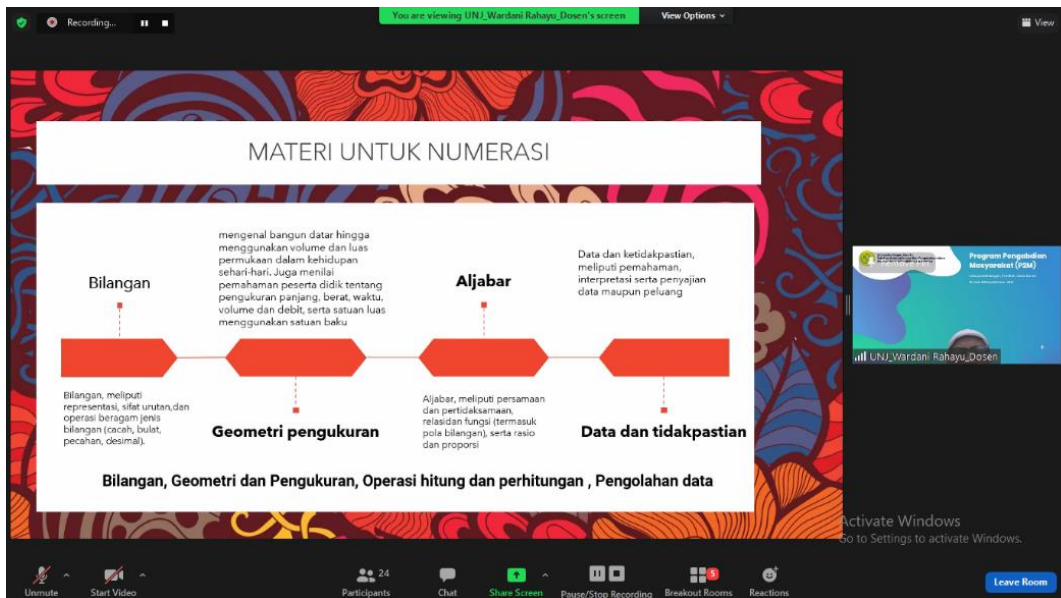 Recording...
You are viewing UNJ_Wardani Rahayu_Dosen's screen
View Options
View
MATERI UNTUK NUMERASI
Bilangan
mengenal bangun datar hingga
menggunakan volume dan luas
permukaan dalam kehidupan
sehari-hari. Juga menilai
pemahaman peserta didik tentang
pengukuran panjang, berat, waktu,
volume dan debit, serta satuan luas
menggunakan satuan baku
Aljabar
Data dan ketidakpastian,
meliputi pemahaman,
interpretasi serta penyajian
data maupun peluang
Bilangan, meliputi
representasi, sifat urutan,dan
operasi beragam jenis
bilangan (cacah, bulat,
pecahan, desimal).
Geometri pengukuran
Aljabar, meliputi persamaan
dan pertidaksamaan,
relasidan fungsi (termasuk
pola bilangan), serta rasio
dan proporsi
Data dan tidakpastian
Bilangan, Geometri dan Pengukuran, Operasi hitung dan perhitungan , Pengolahan data
Program Pengabdian
Masyarakat (P2M)
UNJ_Wardani Rahayu_Dosen
Activate Windows
Go to Settings to activate Windows.
Unmute
Start Video
24
Participants
Chat
Share Screen
Pause/Stop Recording
5
Breakout Rooms
Reactions
Leave Room